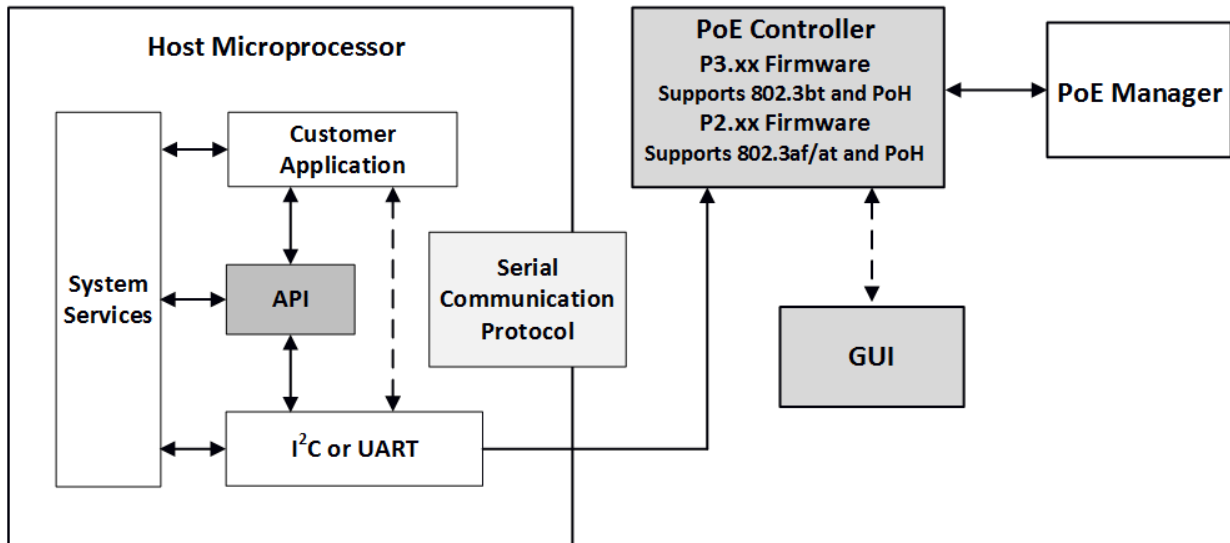 Host Microprocessor
System
Services
Customer
Application
API
I²C or UART
Serial
Communication
Protocol
PoE Controller
P3.xx Firmware
Supports 802.3bt and PoH
P2.xx Firmware
Supports 802.3af/at and PoH
PoE Manager
GUI